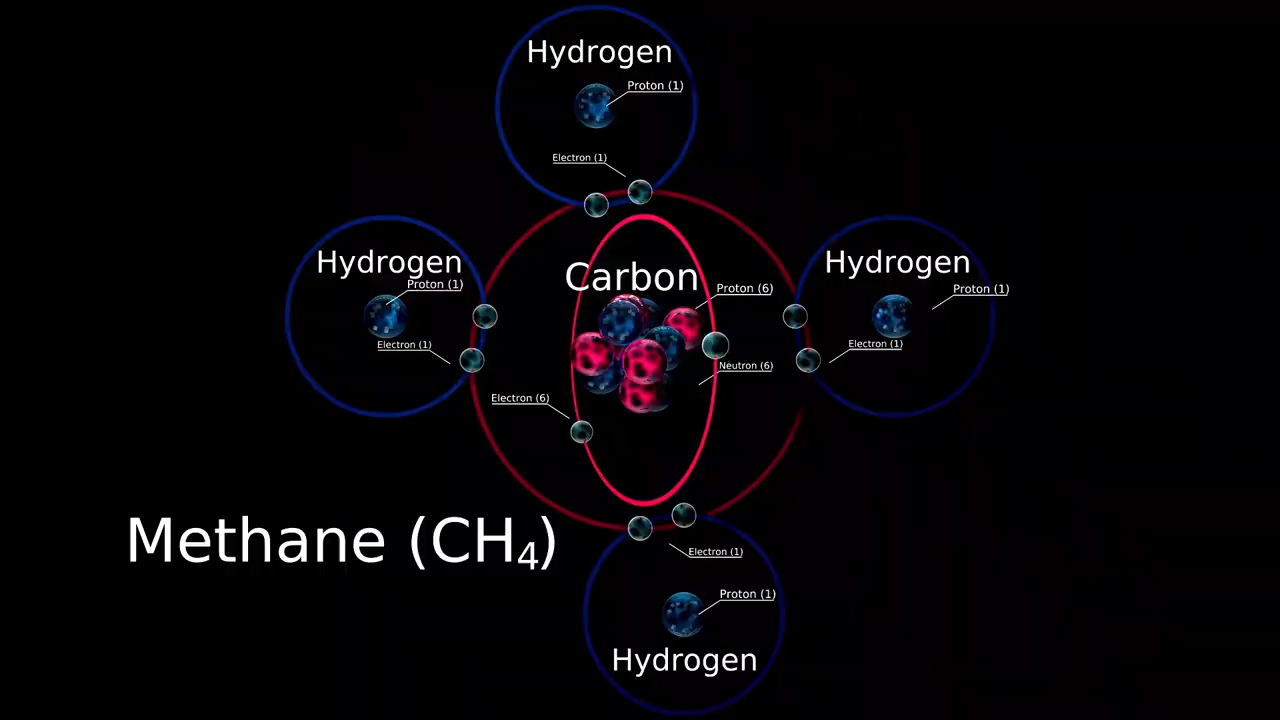 Hydrogen
Proton (1)
Electron (1)
Hydrogen
Proton (1)
Electron (1)
Carbon
Proton (6)
Neutron (6)
Electron (6)
Hydrogen
Proton (1)
Electron (1)
Methane (CH₄)
Electron (1)
Proton (1)
Hydrogen